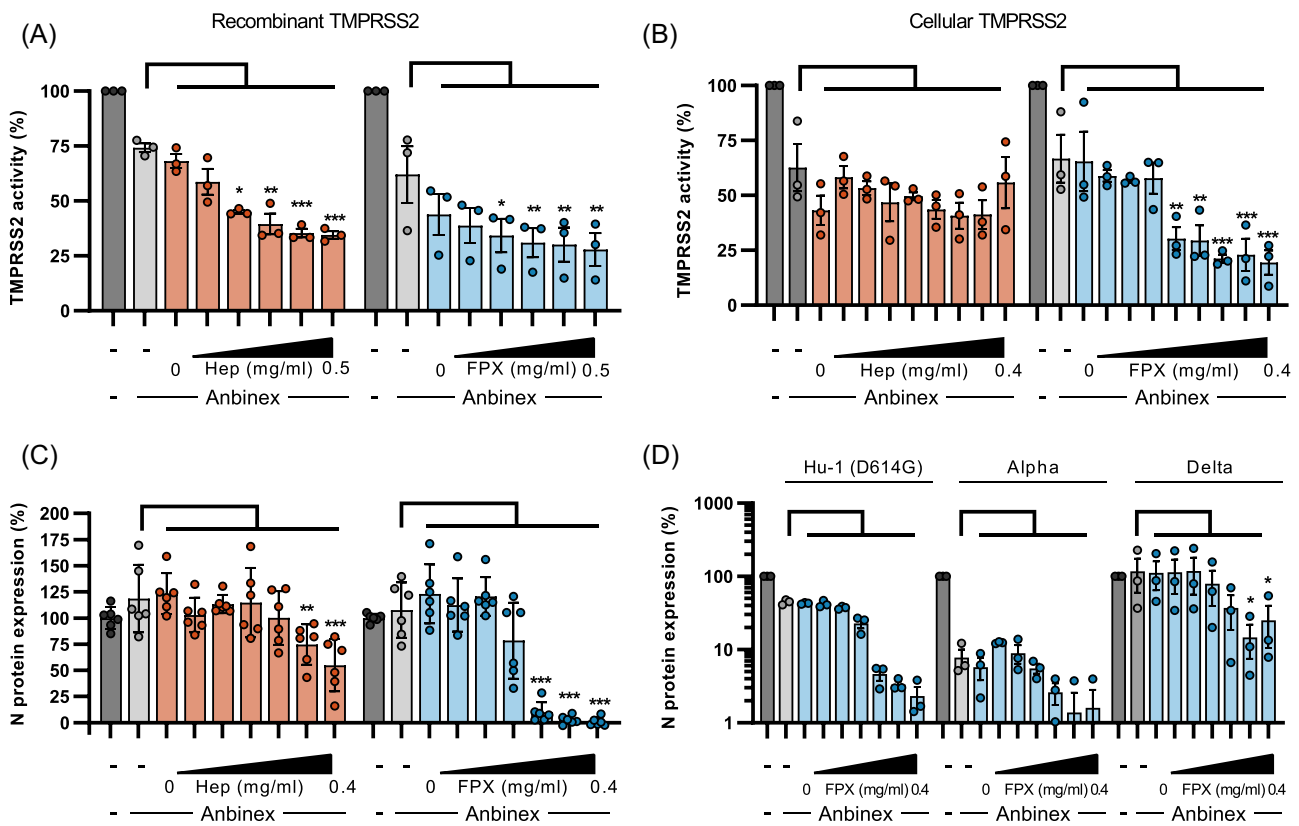 Recombinant TMPRSS2
Cellular TMPRSS2
(A)
TMPRSS2 activity (%)
100
75
50
25
0
* ** *** ***
* ** ** **
- -
0 Hep (mg/ml) 0.5
- Anbinex
- -
0 FPX (mg/ml) 0.5
- Anbinex
(B)
TMPRSS2 activity (%)
100
75
50
25
0
** ** *** *** ***
- -
0 Hep (mg/ml) 0.4
- Anbinex
- -
0 FPX (mg/ml) 0.4
- Anbinex
(C)
N protein expression (%)
200
175
150
125
100
75
50
25
0
** ***
*** *** ***
- -
0 Hep (mg/ml) 0.4
- Anbinex
- -
0 FPX (mg/ml) 0.4
- Anbinex
(D)
Hu-1 (D614G) Alpha Delta
N protein expression (%)
1000
100
10
1
* *
- - - - - -
0 FPX (mg/ml) 0.4 0 FPX (mg/ml) 0.4 0 FPX (mg/ml) 0.4
- Anbinex - Anbinex - Anbinex